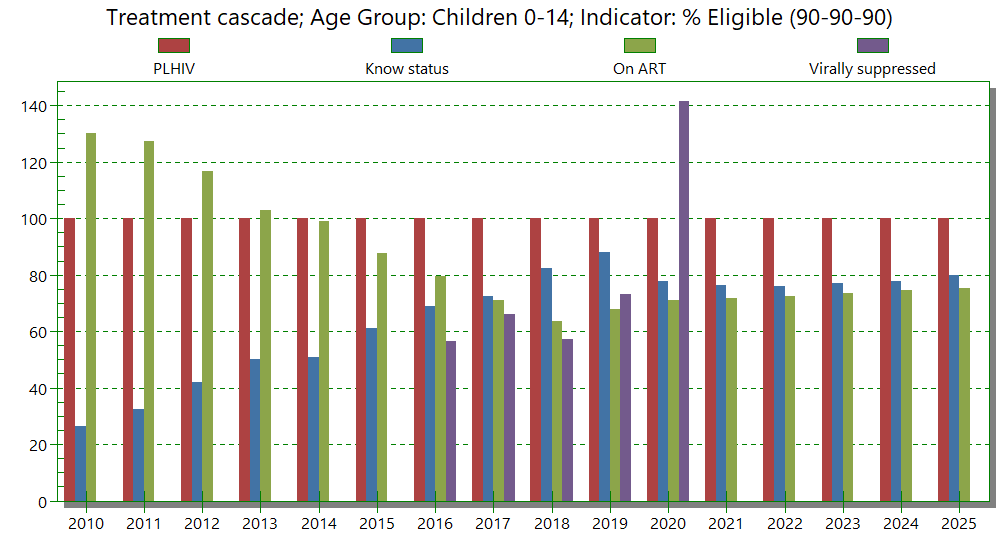 Treatment cascade; Age Group: Children 0-14; Indicator: % Eligible (90-90-90)
PLHIV Know status On ART Virally suppressed
140
120
100
80
60
40
20
0
2010 2011 2012 2013 2014 2015 2016 2017 2018 2019 2020 2021 2022 2023 2024 2025